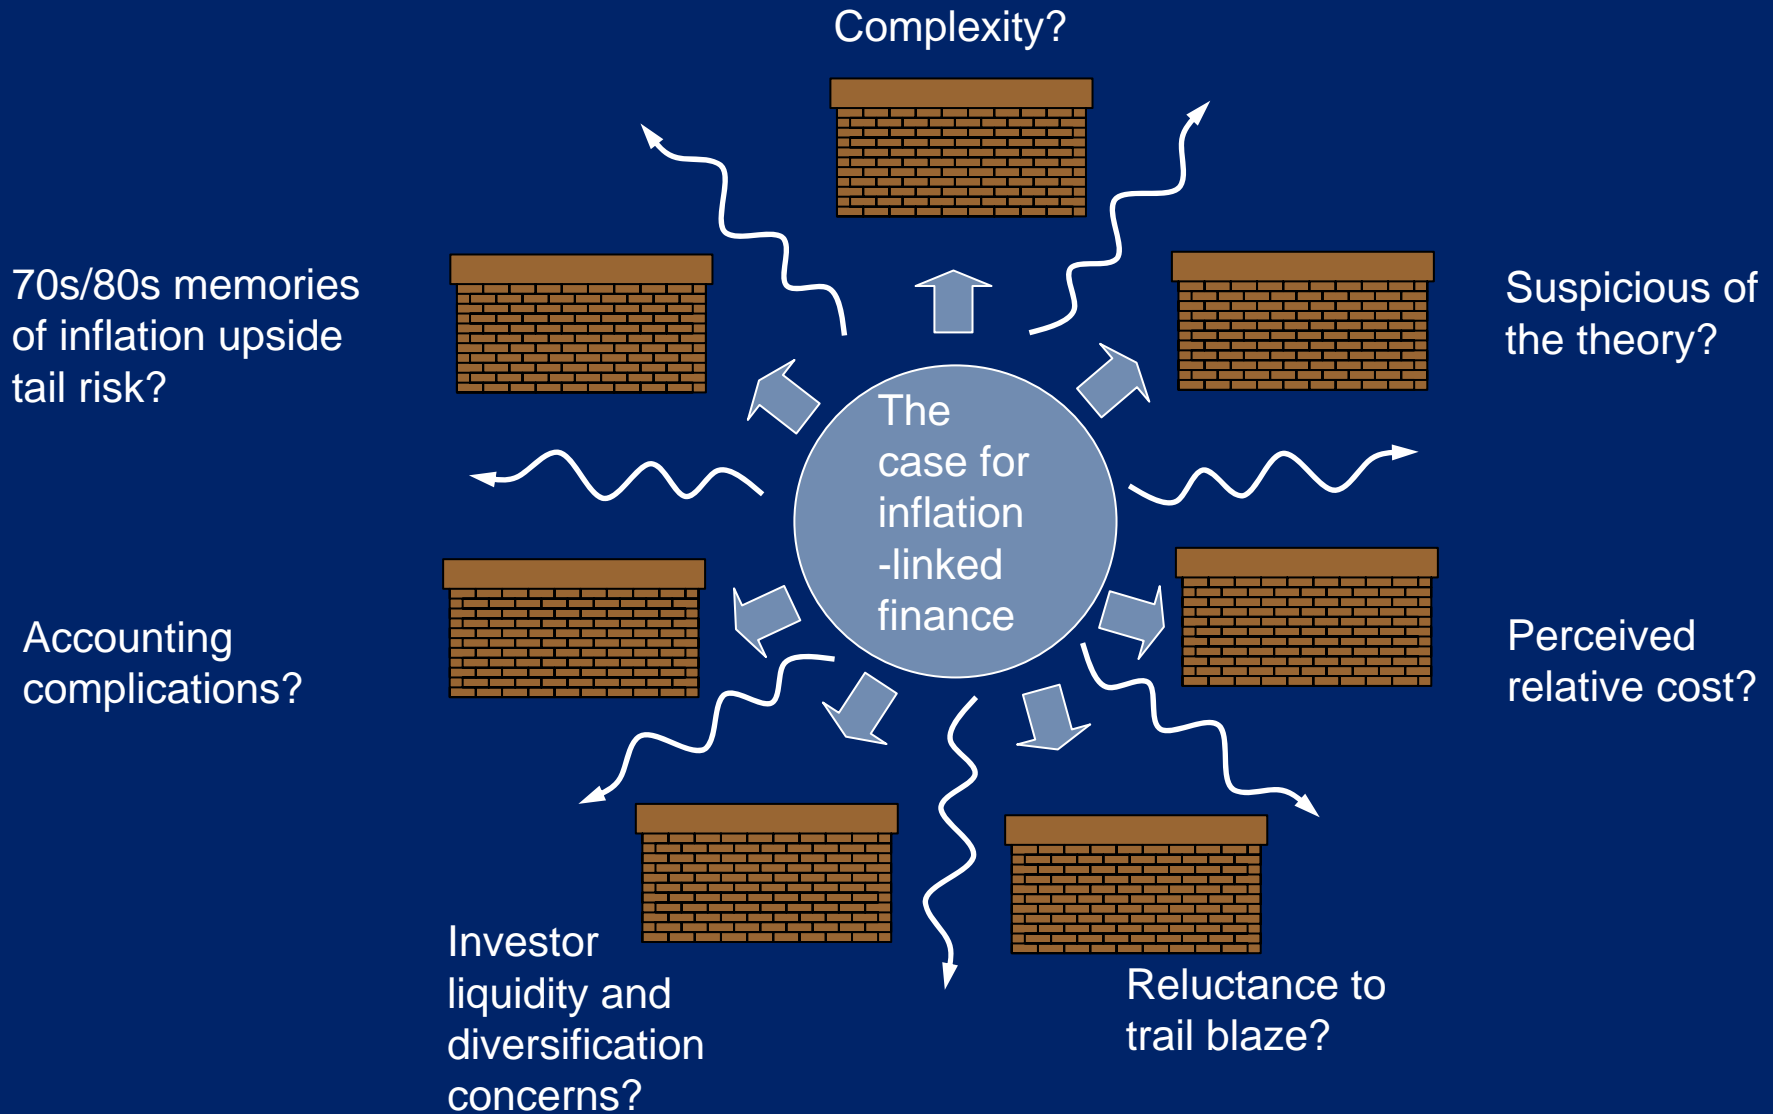 Complexity?
70s/80s memories
of inflation upside
tail risk?
Suspicious of
the theory?
The
case for
inflation
-linked
finance
Accounting
complications?
Perceived
relative cost?
Investor
liquidity and
diversification
concerns?
Reluctance to
trail blaze?